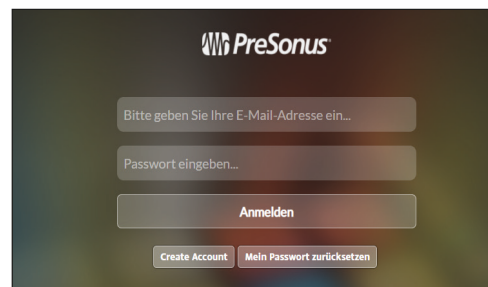 PreSonus
Bitte geben Sie Ihre E-Mail-Adresse ein...
Passwort eingeben...
Anmelden
Create Account Mein Passwort zurücksetzen